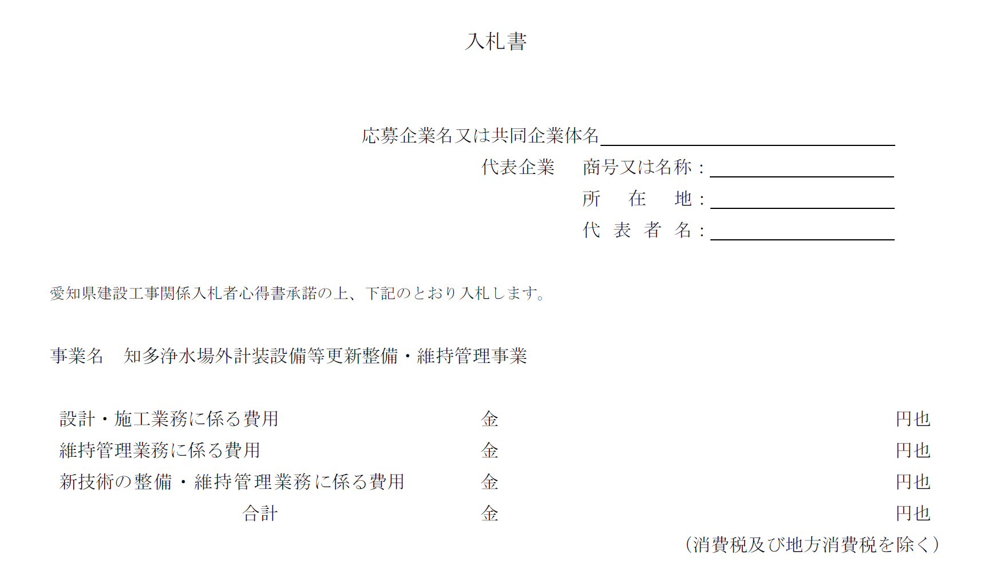 入札書
応募企業名又は共同企業体名
代表企業　商号又は名称：
所在地：
代表者名：
愛知県建設工事関係入札者心得書承諾の上、下記のとおり入札します。
事業名　知多浄水場外計装設備等更新整備・維持管理事業
設計・施工業務に係る費用　金　円也
維持管理業務に係る費用　金　円也
新技術の整備・維持管理業務に係る費用　金　円也
合計　金　円也
（消費税及び地方消費税を除く）